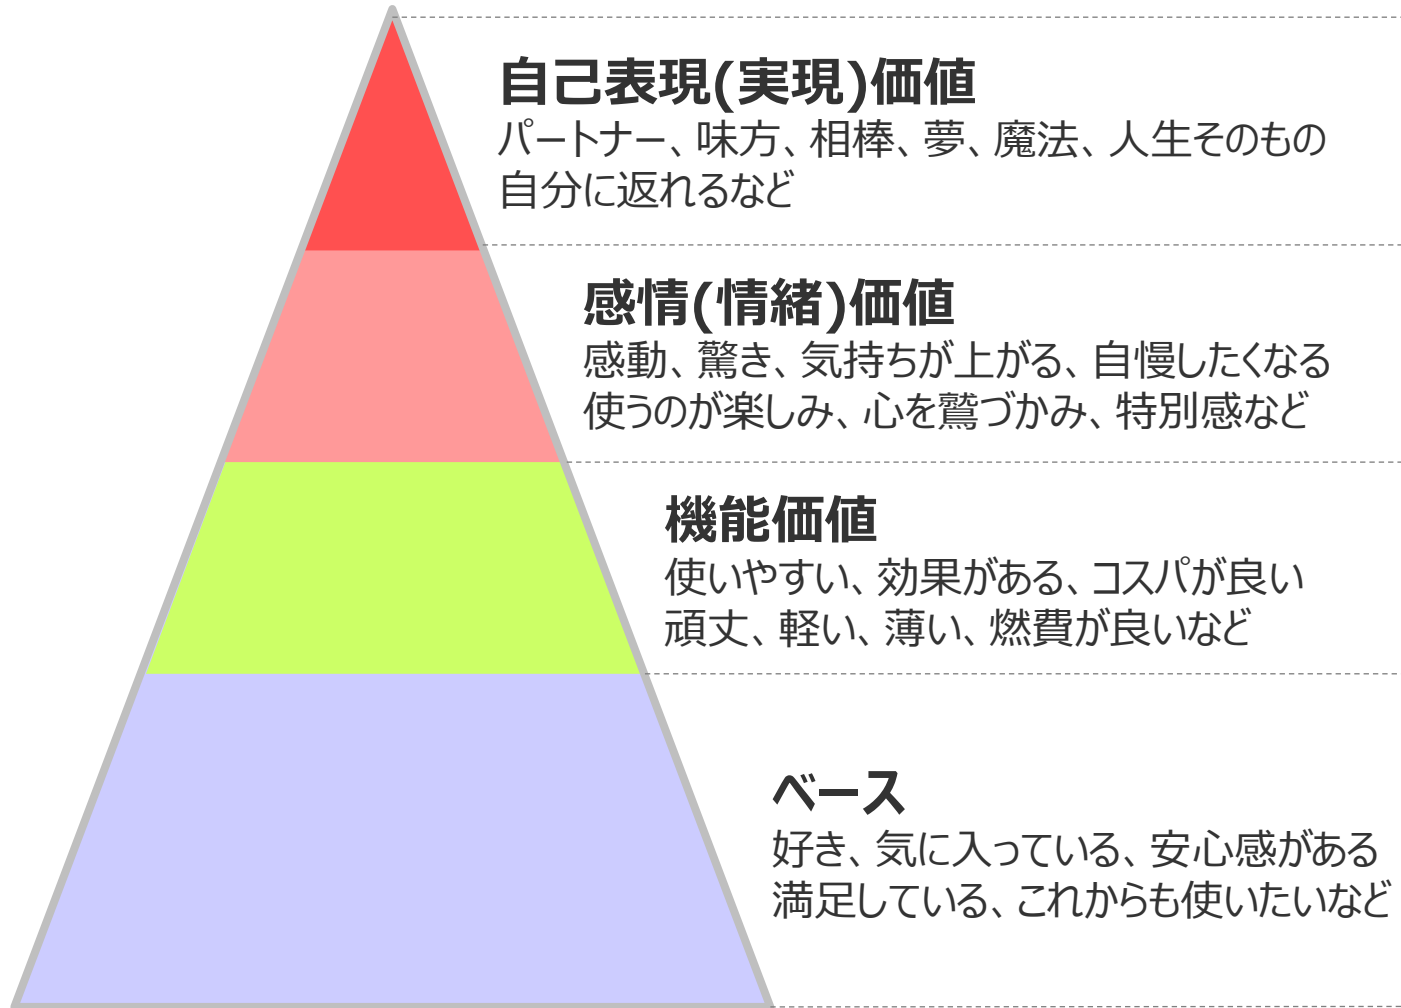 自己表現(実現)価値
パートナー、味方、相棒、夢、魔法、人生そのもの
自分に返れるなど
感情(情緒)価値
感動、驚き、気持ちが上がる、自慢したくなる
使うのが楽しみ、心を鷲づかみ、特別感など
機能価値
使いやすい、効果がある、コスパが良い
頑丈、軽い、薄い、燃費が良いなど
ベース
好き、気に入っている、安心感がある
満足している、これからも使いたいなど